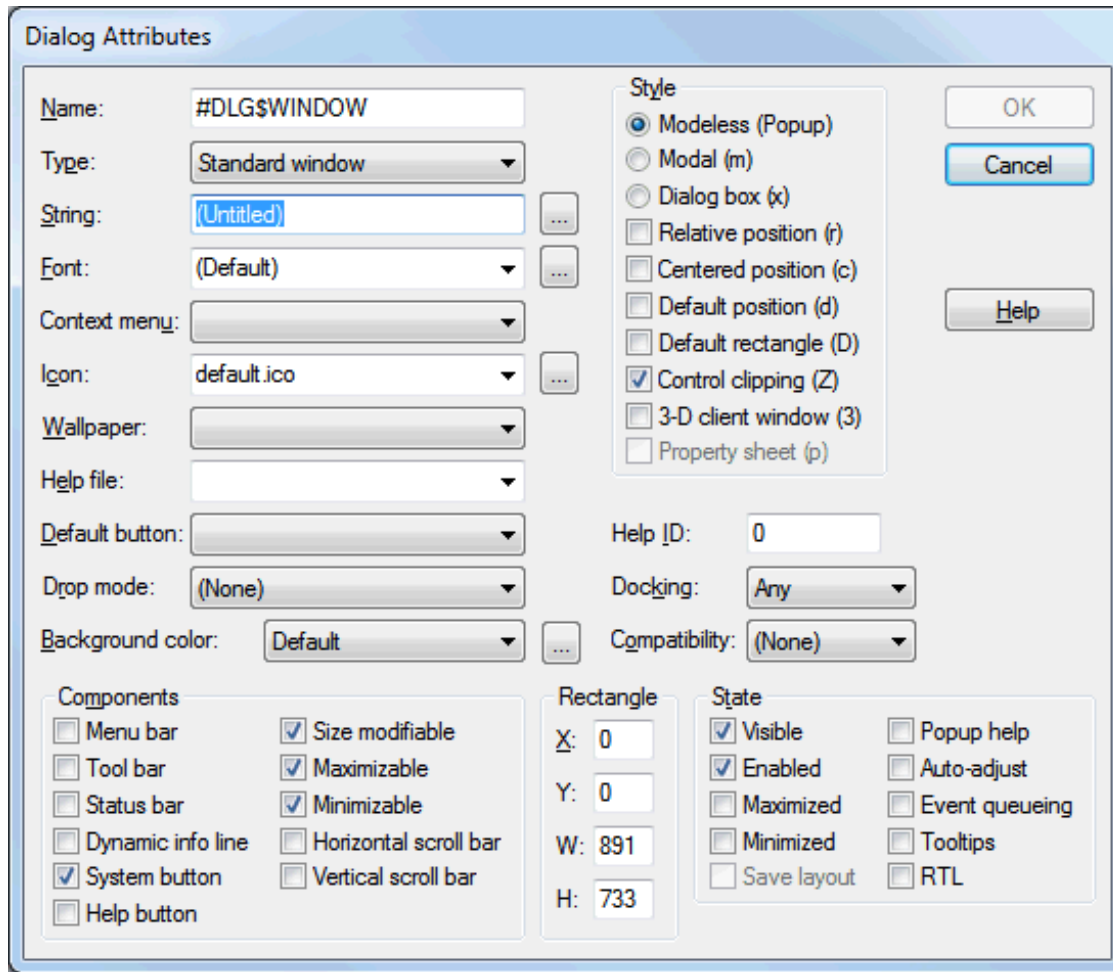 Dialog Attributes
Name: #DLG$WINDOW
Type: Standard window
String: (Untitled) ...
Font: (Default) ...
Context menu:
Icon: default.ico ...
Wallpaper:
Help file:
Default button:
Drop mode: (None)
Background color: Default ...
Style
Modeless (Popup)
Modal (m)
Dialog box (x)
Relative position (r)
Centered position (c)
Default position (d)
Default rectangle (D)
Control clipping (Z)
3-D client window (3)
Property sheet (p)
OK
Cancel
Help
Help ID: 0
Docking: Any
Compatibility: (None)
Components
Menu bar
Tool bar
Status bar
Dynamic info line
System button
Help button
Size modifiable
Maximizable
Minimizable
Horizontal scroll bar
Vertical scroll bar
Rectangle
X: 0
Y: 0
W: 891
H: 733
State
Visible
Enabled
Maximized
Minimized
Save layout
Popup help
Auto-adjust
Event queueing
Tooltips
RTL